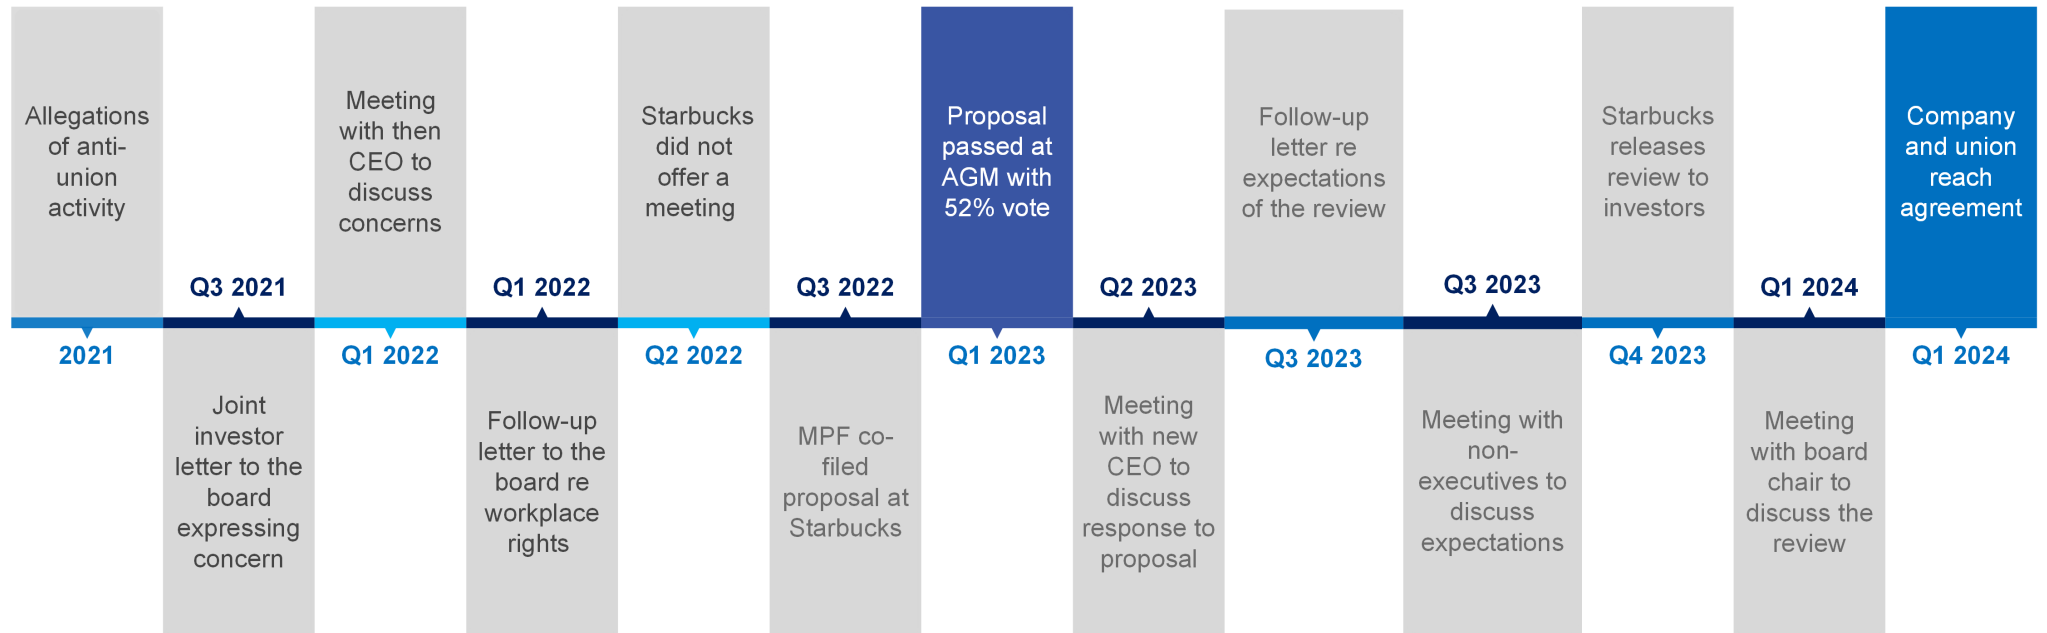 Allegations
of anti-
union
activity
2021
Q3 2021
Joint
investor
letter to the
board
expressing
concern
Meeting
with then
CEO to
discuss
concerns
Q1 2022
Q1 2022
Follow-up
letter to the
board re
workplace
rights
Starbucks
did not
offer a
meeting
Q2 2022
Q3 2022
MPF co-
filed
proposal at
Starbucks
Proposal
passed at
AGM with
52% vote
Q1 2023
Q2 2023
Meeting
with new
CEO to
discuss
response to
proposal
Follow-up
letter re
expectations
of the review
Q3 2023
Q3 2023
Meeting with
non-
executives to
discuss
expectations
Starbucks
releases
review to
investors
Q4 2023
Q1 2024
Meeting
with board
chair to
discuss the
review
Company
and union
reach
agreement
Q1 2024